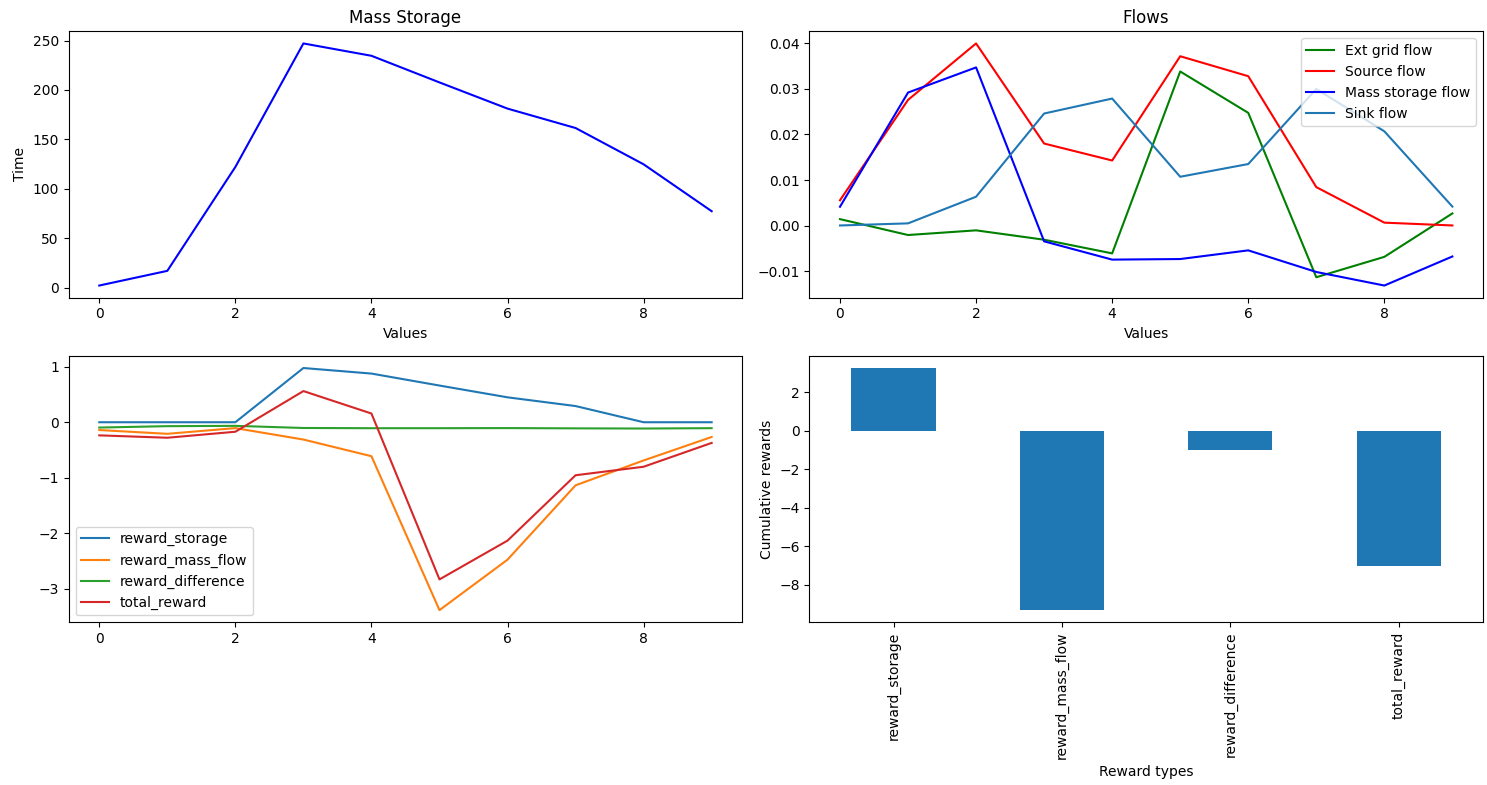 Mass Storage
250
200
150
100
50
0
Time
0 2 4 6 8
Values
Flows
0.04
0.03
0.02
0.01
0.00
−0.01
Ext grid flow
Source flow
Mass storage flow
Sink flow
0 2 4 6 8
Values
1
0
−1
−2
−3
reward_storage
reward_mass_flow
reward_difference
total_reward
0 2 4 6 8
2
0
−2
−4
−6
−8
Cumulative rewards
reward_storage
reward_mass_flow
reward_difference
total_reward
Reward types